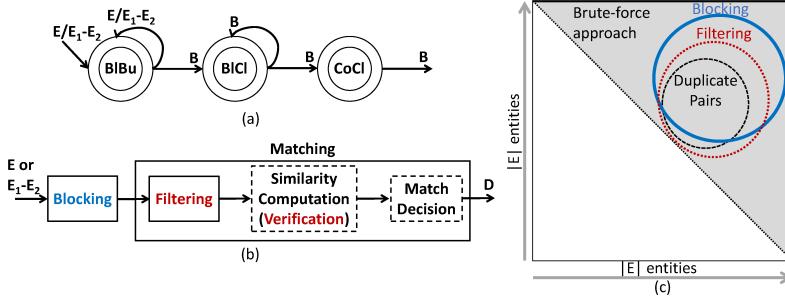 E/E1-E2
E/E1-E2
B
BlBu
B
BlCl
B
CoCl
B
(a)
Matching
E or
E1-E2
Blocking
Filtering
Similarity
Computation
(Verification)
Match
Decision
D
(b)
Brute-force
approach
Blocking
Filtering
Duplicate
Pairs
|E| entities
|E| entities
(c)